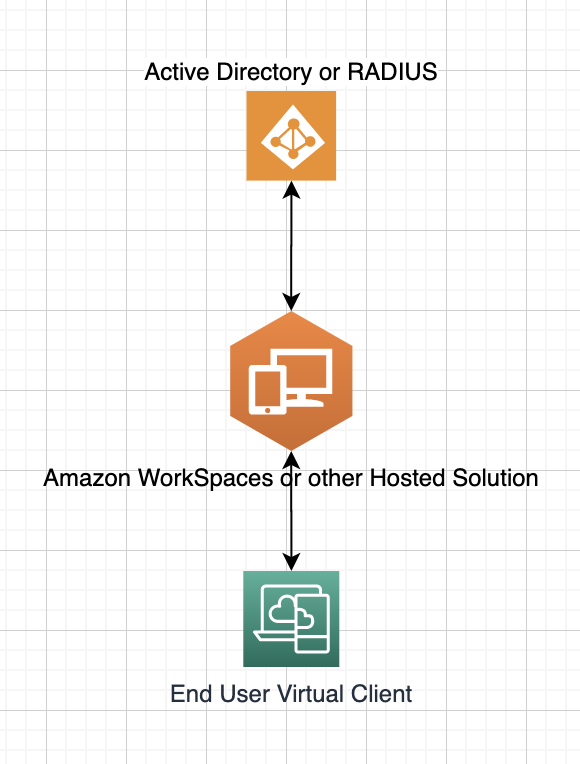 Active Directory or RADIUS
Amazon WorkSpaces or other Hosted Solution
End User Virtual Client